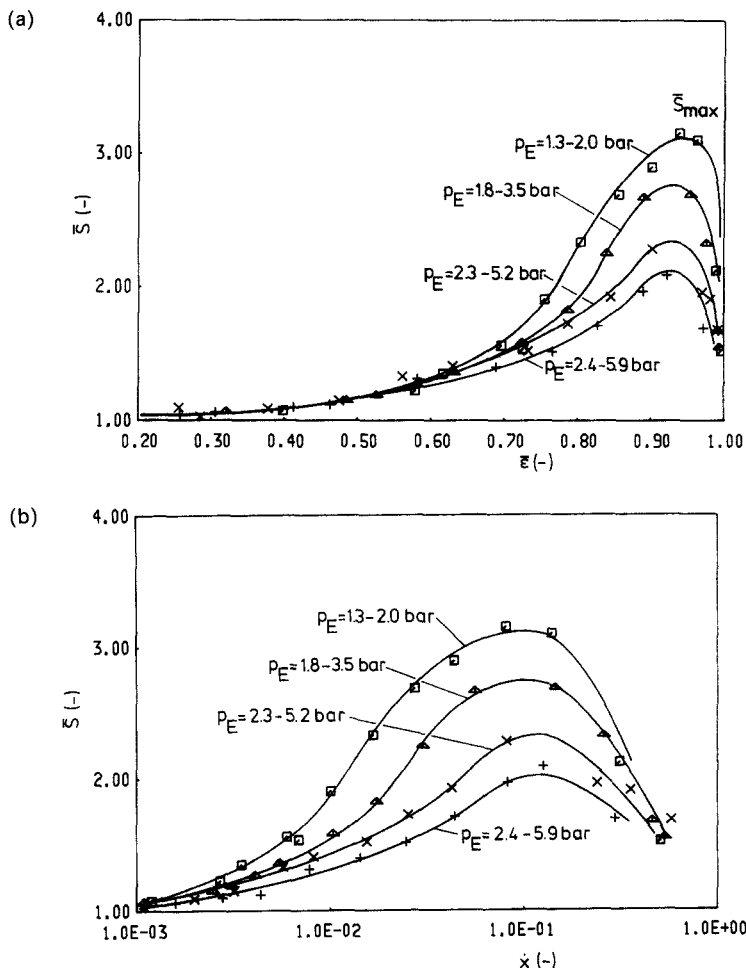 (a)
4.00
3.00
2.00
1.00
S̄ (-)
S̄max
pE=1.3-2.0 bar
pE=1.8-3.5 bar
pE=2.3-5.2 bar
pE=2.4-5.9 bar
0.20 0.30 0.40 0.50 0.60 0.70 0.80 0.90 1.00
ε̄ (-)
(b)
4.00
3.00
2.00
1.00
S̄ (-)
pE=1.3-2.0 bar
pE=1.8-3.5 bar
pE=2.3-5.2 bar
pE=2.4-5.9 bar
1.0E-03 1.0E-02 1.0E-01 1.0E+00
ẋ (-)